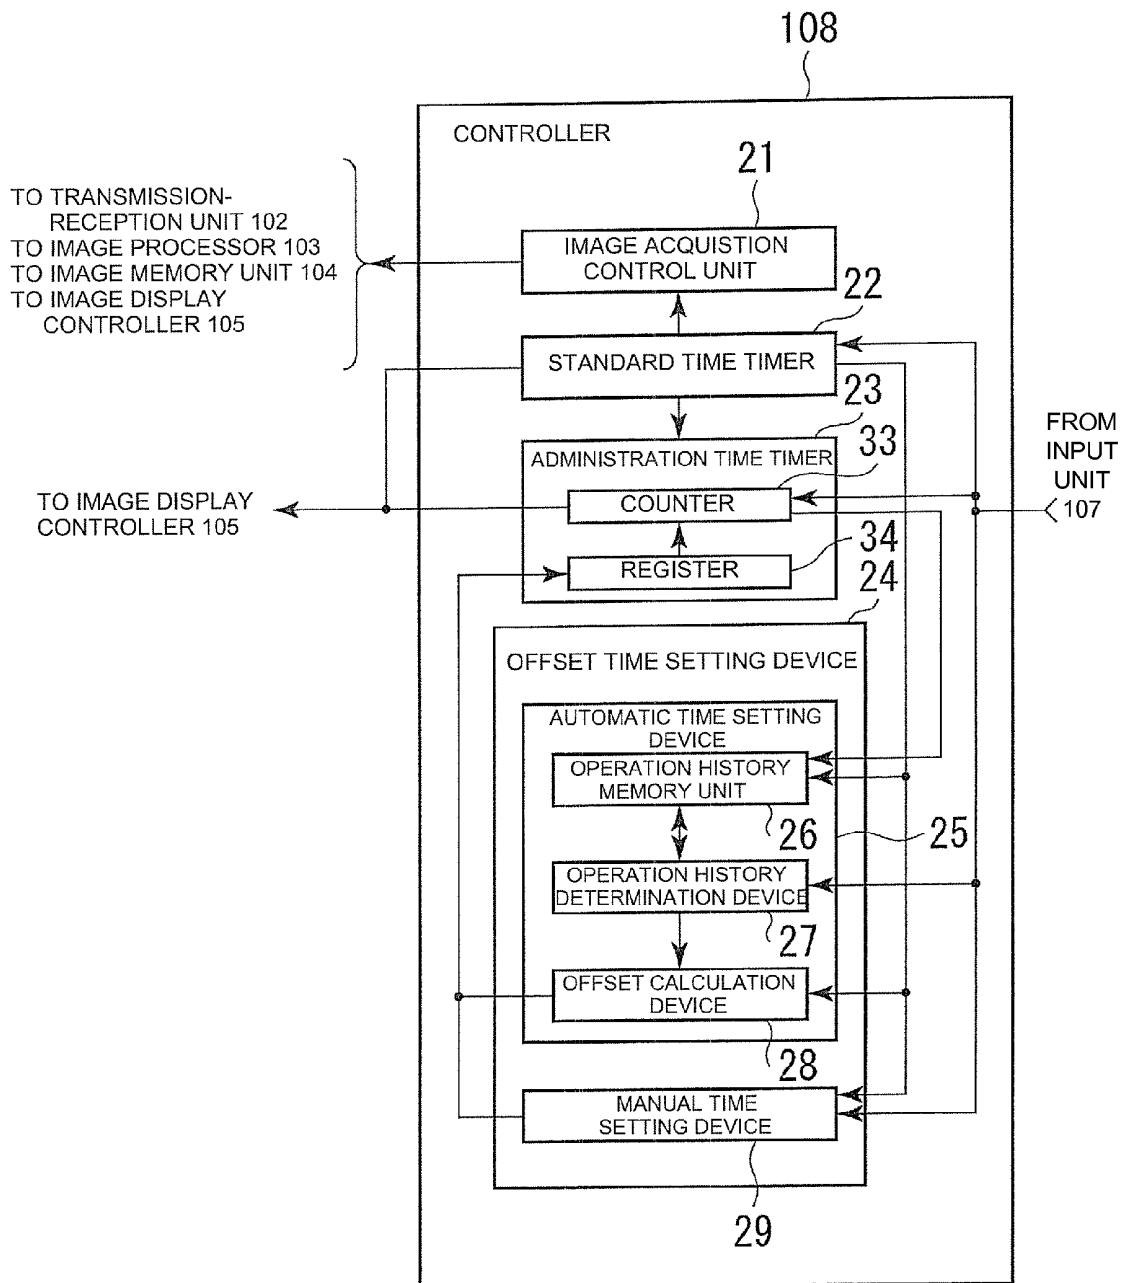 108
CONTROLLER
21
TO TRANSMISSION-
RECEPTION UNIT 102
TO IMAGE PROCESSOR 103
TO IMAGE MEMORY UNIT 104
TO IMAGE DISPLAY
CONTROLLER 105
IMAGE ACQUISTION
CONTROL UNIT
22
STANDARD TIME TIMER
23
FROM
INPUT
UNIT
107
ADMINISTRATION TIME TIMER
33
TO IMAGE DISPLAY
CONTROLLER 105
COUNTER
34
REGISTER
24
OFFSET TIME SETTING DEVICE
AUTOMATIC TIME SETTING
DEVICE
OPERATION HISTORY
MEMORY UNIT
26
25
OPERATION HISTORY
DETERMINATION DEVICE
27
OFFSET CALCULATION
DEVICE
28
MANUAL TIME
SETTING DEVICE
29